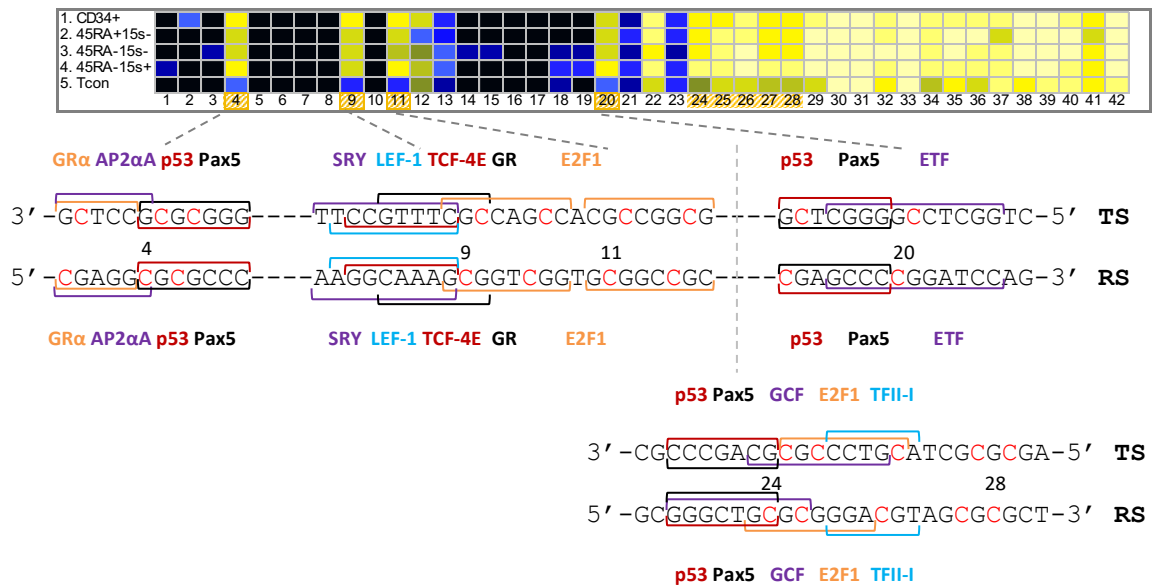 1. CD34+
2. 45RA+15s-
3. 45RA-15s-
4. 45RA-15s+
5. Tcon
1 2 3 4 5 6 7 8 9 10 11 12 13 14 15 16 17 18 19 20 21 22 23 24 25 26 27 28 29 30 31 32 33 34 35 36 37 38 39 40 41 42
GRα AP2αA p53 Pax5 SRY LEF-1 TCF-4E GR E2F1 p53 Pax5 ETF
3′-GCTCCGCGCGGG----TTCCGTTTCGCCAGCCACGCCGGCG----GCTCGGGGCCTCGGTC-5′ TS
4 9 11 20
5′-CGAGGCGCGCCC----AAGGCAAAGCGGTCGGTGCGGCCGC----CGAGCCCCGGATCCAG-3′ RS
GRα AP2αA p53 Pax5 SRY LEF-1 TCF-4E GR E2F1 p53 Pax5 ETF
p53 Pax5 GCF E2F1 TFII-I
3′-CGCCCGACGCGCCCTGCATCGCGCGA-5′ TS
24 28
5′-GCGGGCTGCGCGGGACGTAGCGCGCT-3′ RS
p53 Pax5 GCF E2F1 TFII-I